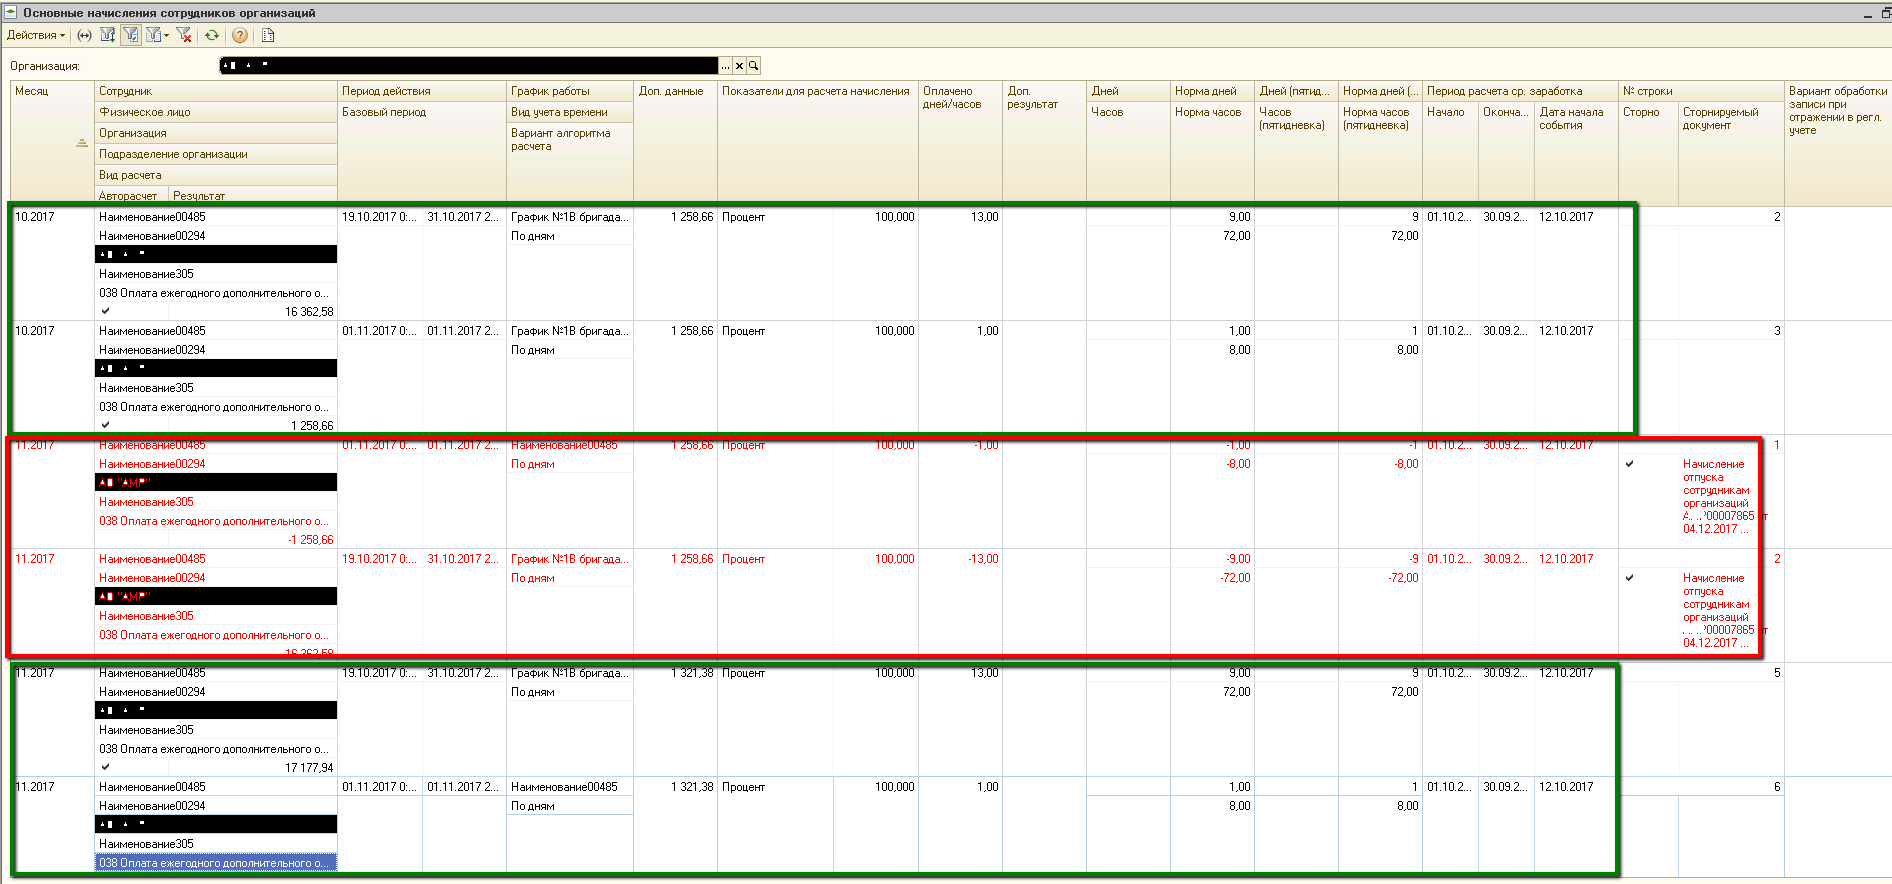 Основные начисления сотрудников организаций
Действия
Организация:
Месяц Сотрудник Период действия График работы Доп. данные Показатели для расчета начисления Оплачено дней/часов Доп. результат Дней Норма дней Дней (пятид... Норма дней (... Период расчета ср. заработка № строки Вариант обработки записи при отражении в регл. учете
Физическое лицо Базовый период Вид учета времени Часов Норма часов Часов (пятидневка) Норма часов (пятидневка) Начало Оконча... Дата начала события Сторно Сторнируемый документ
Организация Вариант алгоритма расчета
Подразделение организации
Вид расчета
Авторасчет Результат
10.2017 Наименование00485 19.10.2017 0:... 31.10.2017 2... График №1В бригада... 1 258,66 Процент 100,000 13,00 9,00 9 01.10.2... 30.09.2... 12.10.2017 2
Наименование00294 По дням 72,00 72,00
Наименование305
038 Оплата ежегодного дополнительного о...
16 362,58
10.2017 Наименование00485 01.11.2017 0:... 01.11.2017 2... График №1В бригада... 1 258,66 Процент 100,000 1,00 1,00 1 01.10.2... 30.09.2... 12.10.2017 3
Наименование00294 По дням 8,00 8,00
Наименование305
038 Оплата ежегодного дополнительного о...
1 258,66
11.2017 Наименование00485 01.11.2017 0:... 01.11.2017 2... Наименование00485 1 258,66 Процент 100,000 -1,00 -1,00 -1 01.10.2... 30.09.2... 12.10.2017 1
Наименование00294 По дням -8,00 -8,00 Начисление
отпуска
сотрудникам
организаций
"АМР"
Наименование305
00007865 от
038 Оплата ежегодного дополнительного о... 04.12.2017 ...
-1 258,66
11.2017 Наименование00485 19.10.2017 0:... 31.10.2017 2... График №1В бригада... 1 258,66 Процент 100,000 -13,00 -9,00 -9 01.10.2... 30.09.2... 12.10.2017 2
Наименование00294 По дням -72,00 -72,00 Начисление
отпуска
сотрудникам
организаций
"АМР"
Наименование305
00007865 от
038 Оплата ежегодного дополнительного о... 04.12.2017 ...
-16 362,58
11.2017 Наименование00485 19.10.2017 0:... 31.10.2017 2... График №1В бригада... 1 321,38 Процент 100,000 13,00 9,00 9 01.10.2... 30.09.2... 12.10.2017 5
Наименование00294 По дням 72,00 72,00
Наименование305
038 Оплата ежегодного дополнительного о...
17 177,94
11.2017 Наименование00485 01.11.2017 0:... 01.11.2017 2... Наименование00485 1 321,38 Процент 100,000 1,00 1,00 1 01.10.2... 30.09.2... 12.10.2017 6
Наименование00294 По дням 8,00 8,00
Наименование305
038 Оплата ежегодного дополнительного о...